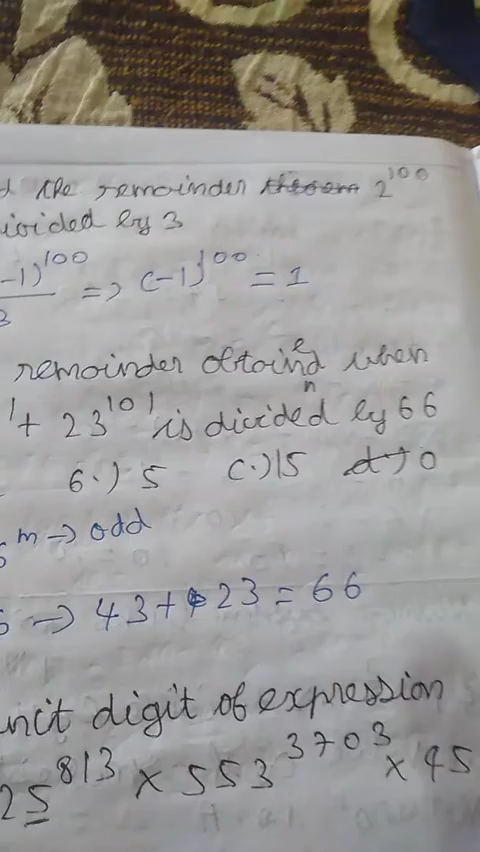 the remainder theorem 2^100
ivided by 3
-1)^100/3 => (-1)^100 = 1
remainder obtained when
+ 23^101 is divided by 66
b.) 5 c.) 15 d.) 0
m → odd
→ 43 + 23 = 66
unit digit of expression
25^813 × 553^3703 × 45